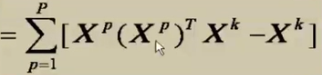 = \sum_{p=1}^{P} [ X^p (X^p)^T X^k - X^k ]